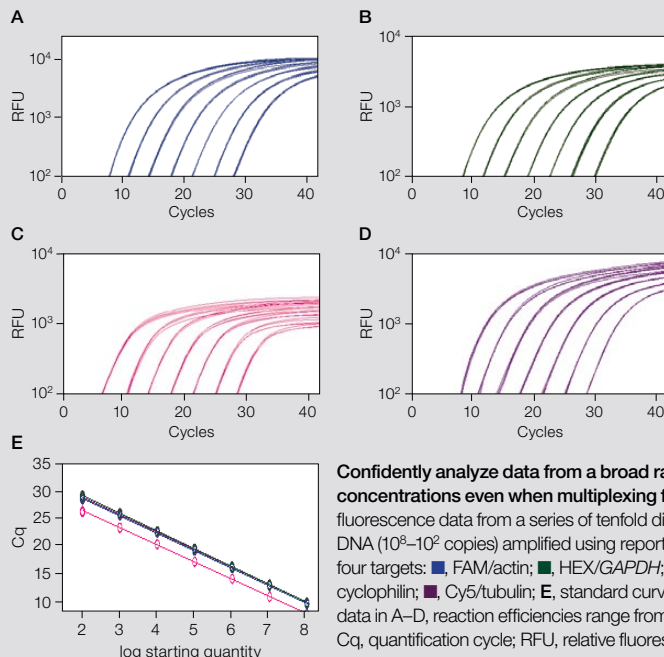 A
B
10⁴
10³
10²
RFU
0
10
20
30
40
Cycles
10⁴
10³
10²
RFU
0
10
20
30
40
Cycles
C
D
10⁴
10³
10²
RFU
0
10
20
30
40
Cycles
10⁴
10³
10²
RFU
0
10
20
30
40
Cycles
E
35
30
25
20
15
10
Cq
2
3
4
5
6
7
8
log starting quantity
Confidently analyze data from a broad ra
concentrations even when multiplexing f
fluorescence data from a series of tenfold di
DNA (10⁸–10² copies) amplified using report
four targets: ■, FAM/actin; ■, HEX/GAPDH;
cyclophilin; ■, Cy5/tubulin; E, standard curv
data in A–D, reaction efficiencies range from
Cq, quantification cycle; RFU, relative fluores